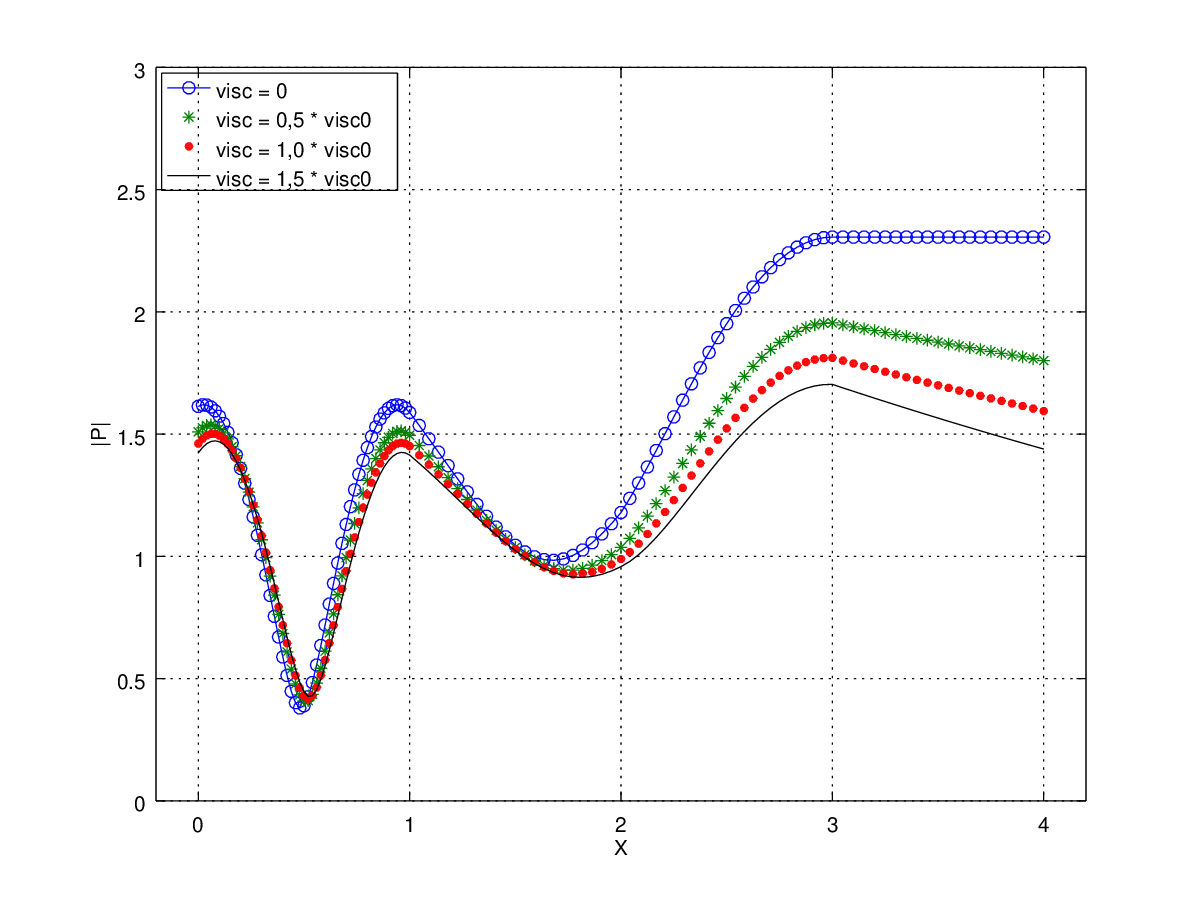 3
visc = 0
visc = 0,5 * visc0
visc = 1,0 * visc0
visc = 1,5 * visc0
2.5
2
|P|
1.5
1
0.5
0
0 1 2 3 4
X